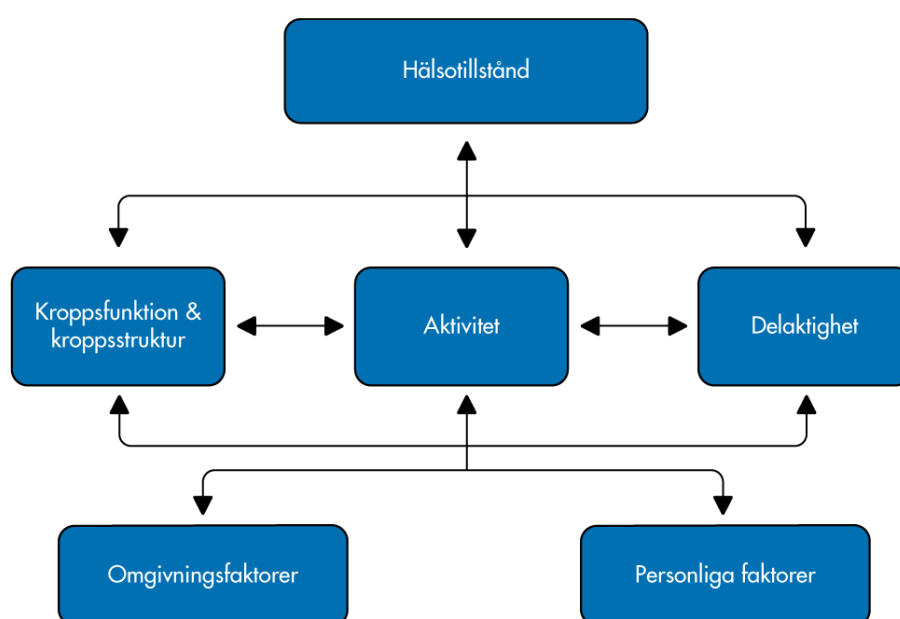 Hälsotillstånd
Kroppsfunktion &
kroppsstruktur
Aktivitet
Delaktighet
Omgivningsfaktorer
Personliga faktorer